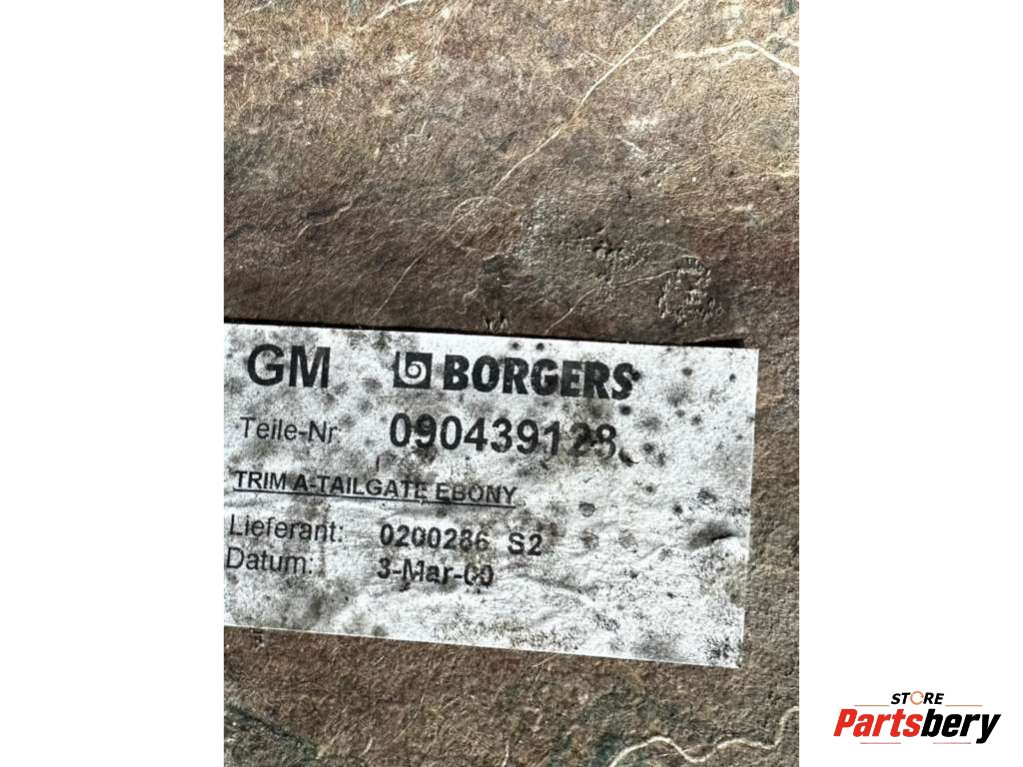 GM BORGERS
Teile-Nr. 090439128
TRIM A-TAILGATE EBONY
Lieferant: 0200286 S2
Datum: 3-Mar-00
STORE
Partsbery